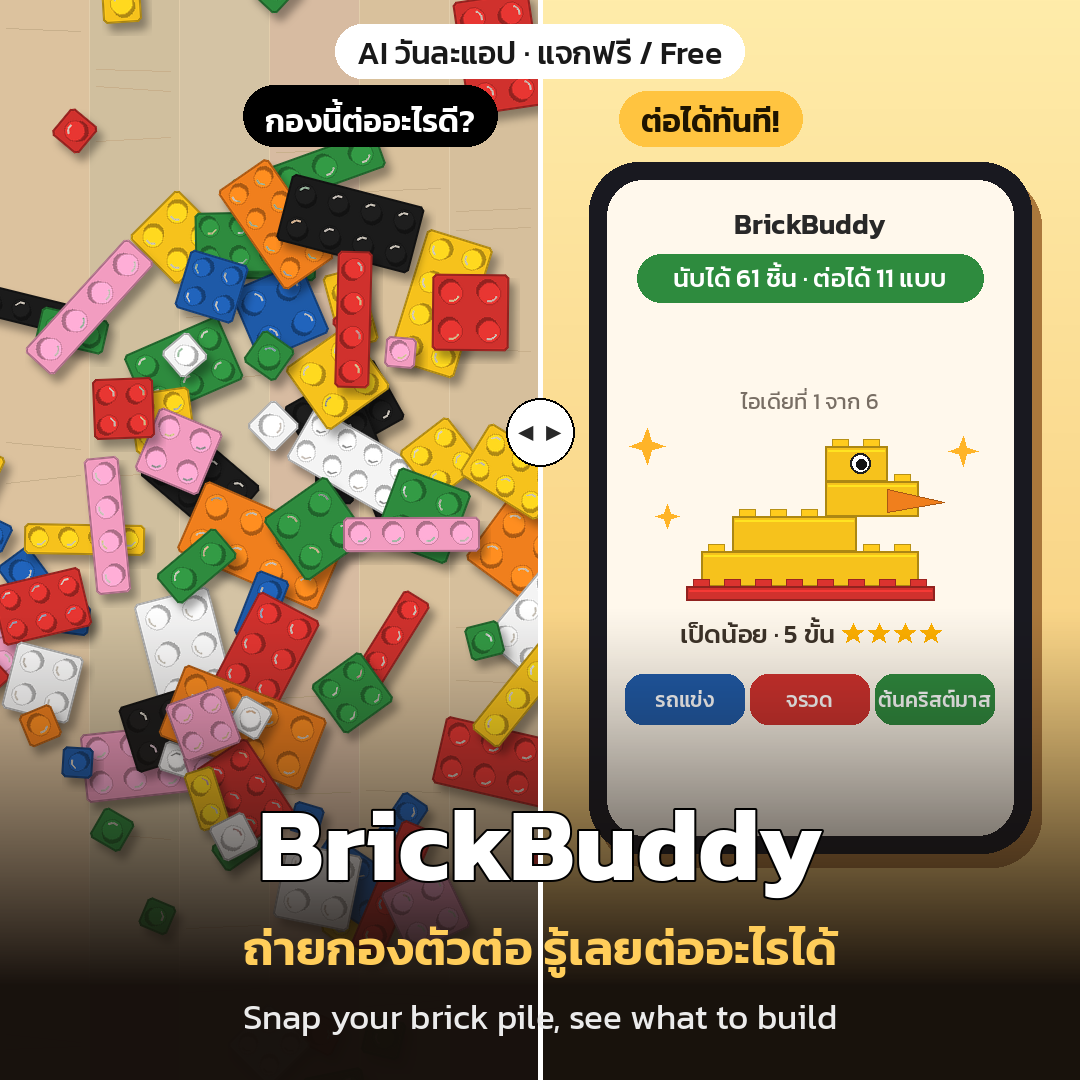 AI วันละแอป · แจกฟรี / Free
กองนี้ต่ออะไรดี?
ต่อได้ทันที!
BrickBuddy
นับได้ 61 ชิ้น · ต่อได้ 11 แบบ
ไอเดียที่ 1 จาก 6
เป็ดน้อย · 5 ขั้น ★★★★
รถแข่ง
จรวด
ต้นคริสต์มาส
BrickBuddy
ถ่ายกองตัวต่อ รู้เลยต่ออะไรได้
Snap your brick pile, see what to build